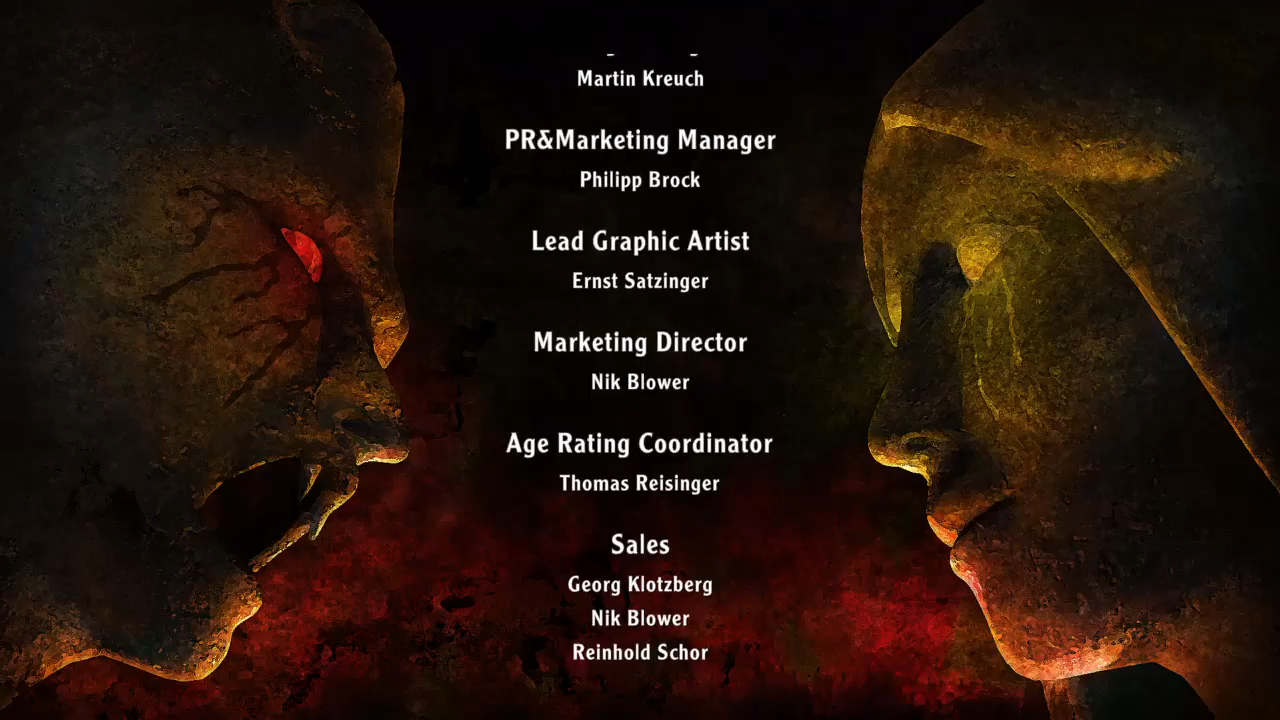 Martin Kreuch
PR&Marketing Manager
Philipp Brock
Lead Graphic Artist
Ernst Satzinger
Marketing Director
Nik Blower
Age Rating Coordinator
Thomas Reisinger
Sales
Georg Klotzberg
Nik Blower
Reinhold Schor